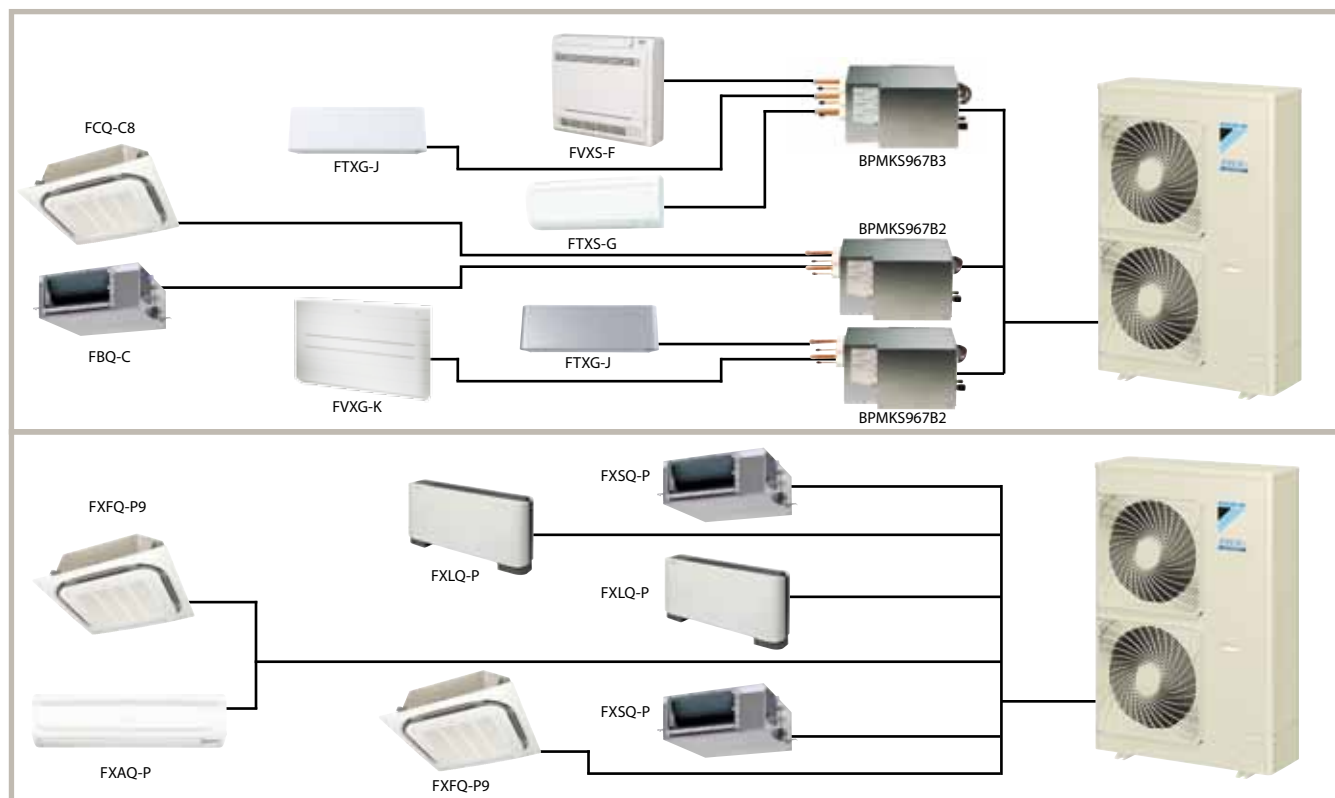 FCQ-C8
FTXG-J
FVXS-F
BPMKS967B3
FTXS-G
BPMKS967B2
FBQ-C
FVXG-K
FTXG-J
BPMKS967B2
FXSQ-P
FXFQ-P9
FXLQ-P
FXLQ-P
FXSQ-P
FXAQ-P
FXFQ-P9